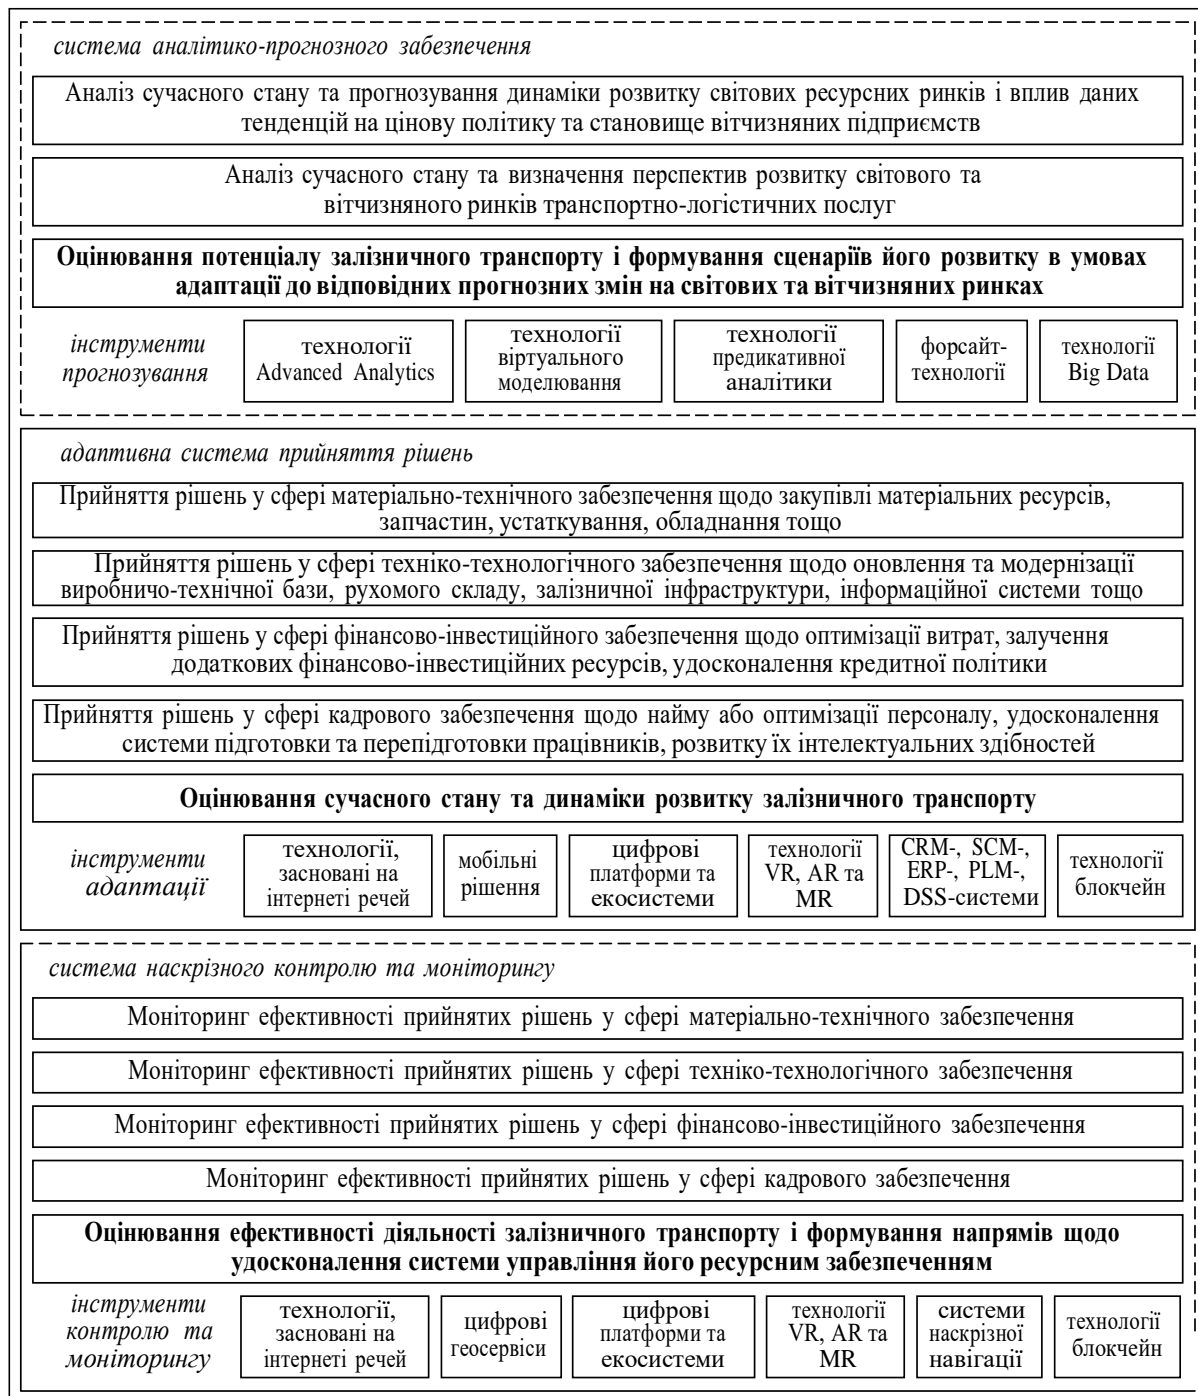 система аналітико-прогнозного забезпечення
Аналіз сучасного стану та прогнозування динаміки розвитку світових ресурсних ринків і вплив даних
тенденцій на цінову політику та становище вітчизняних підприємств
Аналіз сучасного стану та визначення перспектив розвитку світового та
вітчизняного ринків транспортно-логістичних послуг
Оцінювання потенціалу залізничного транспорту і формування сценаріїв його розвитку в умовах
адаптації до відповідних прогнозних змін на світових та вітчизняних ринках
інструменти
прогнозування
технології
Advanced Analytics
технології
віртуального
моделювання
технології
предикативної
аналітики
форсайт-
технології
технології
Big Data
адаптивна система прийняття рішень
Прийняття рішень у сфері матеріально-технічного забезпечення щодо закупівлі матеріальних ресурсів,
запчастин, устаткування, обладнання тощо
Прийняття рішень у сфері техніко-технологічного забезпечення щодо оновлення та модернізації
виробничо-технічної бази, рухомого складу, залізничної інфраструктури, інформаційної системи тощо
Прийняття рішень у сфері фінансово-інвестиційного забезпечення щодо оптимізації витрат, залучення
додаткових фінансово-інвестиційних ресурсів, удосконалення кредитної політики
Прийняття рішень у сфері кадрового забезпечення щодо найму або оптимізації персоналу, удосконалення
системи підготовки та перепідготовки працівників, розвитку їх інтелектуальних здібностей
Оцінювання сучасного стану та динаміки розвитку залізничного транспорту
інструменти
адаптації
технології,
засновані на
інтернеті речей
мобільні
рішення
цифрові
платформи та
екосистеми
технології
VR, AR та
MR
CRM-, SCM-,
ERP-, PLM-,
DSS-системи
технології
блокчейн
система наскрізного контролю та моніторингу
Моніторинг ефективності прийнятих рішень у сфері матеріально-технічного забезпечення
Моніторинг ефективності прийнятих рішень у сфері техніко-технологічного забезпечення
Моніторинг ефективності прийнятих рішень у сфері фінансово-інвестиційного забезпечення
Моніторинг ефективності прийнятих рішень у сфері кадрового забезпечення
Оцінювання ефективності діяльності залізничного транспорту і формування напрямів щодо
удосконалення системи управління його ресурсним забезпеченням
інструменти
контролю та
моніторингу
технології,
засновані на
інтернеті речей
цифрові
геосервіси
цифрові
платформи та
екосистеми
технології
VR, AR та
MR
системи
наскрізної
навігації
технології
блокчейн